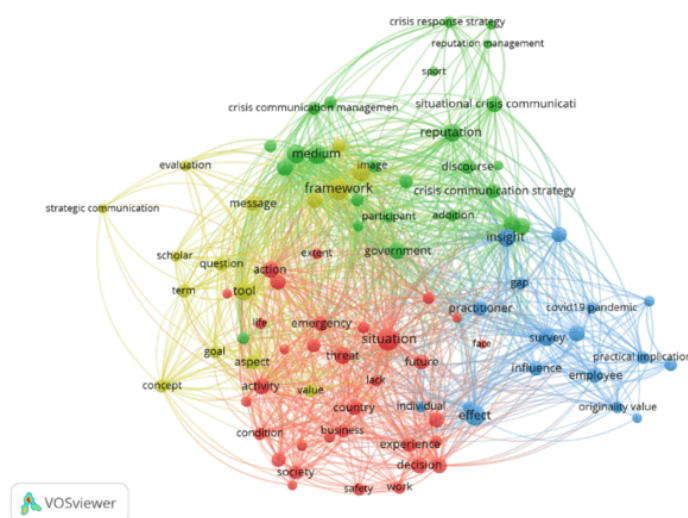 crisis response strategy
reputation management
sport
crisis communication managemen
situational crisis communicati
reputation
medium
image
evaluation
discourse
framework
crisis communication strategy
strategic communication
message
participant
addition
insight
scholar
question
extent
government
action
gap
term
tool
practitioner
covid19 pandemic
life
emergency
situation
survey
face
goal
aspect
threat
future
practical implication
influence
employee
concept
activity
value
lack
country
individual
effect
originality value
condition
business
experience
society
decision
safety
work
VOSviewer